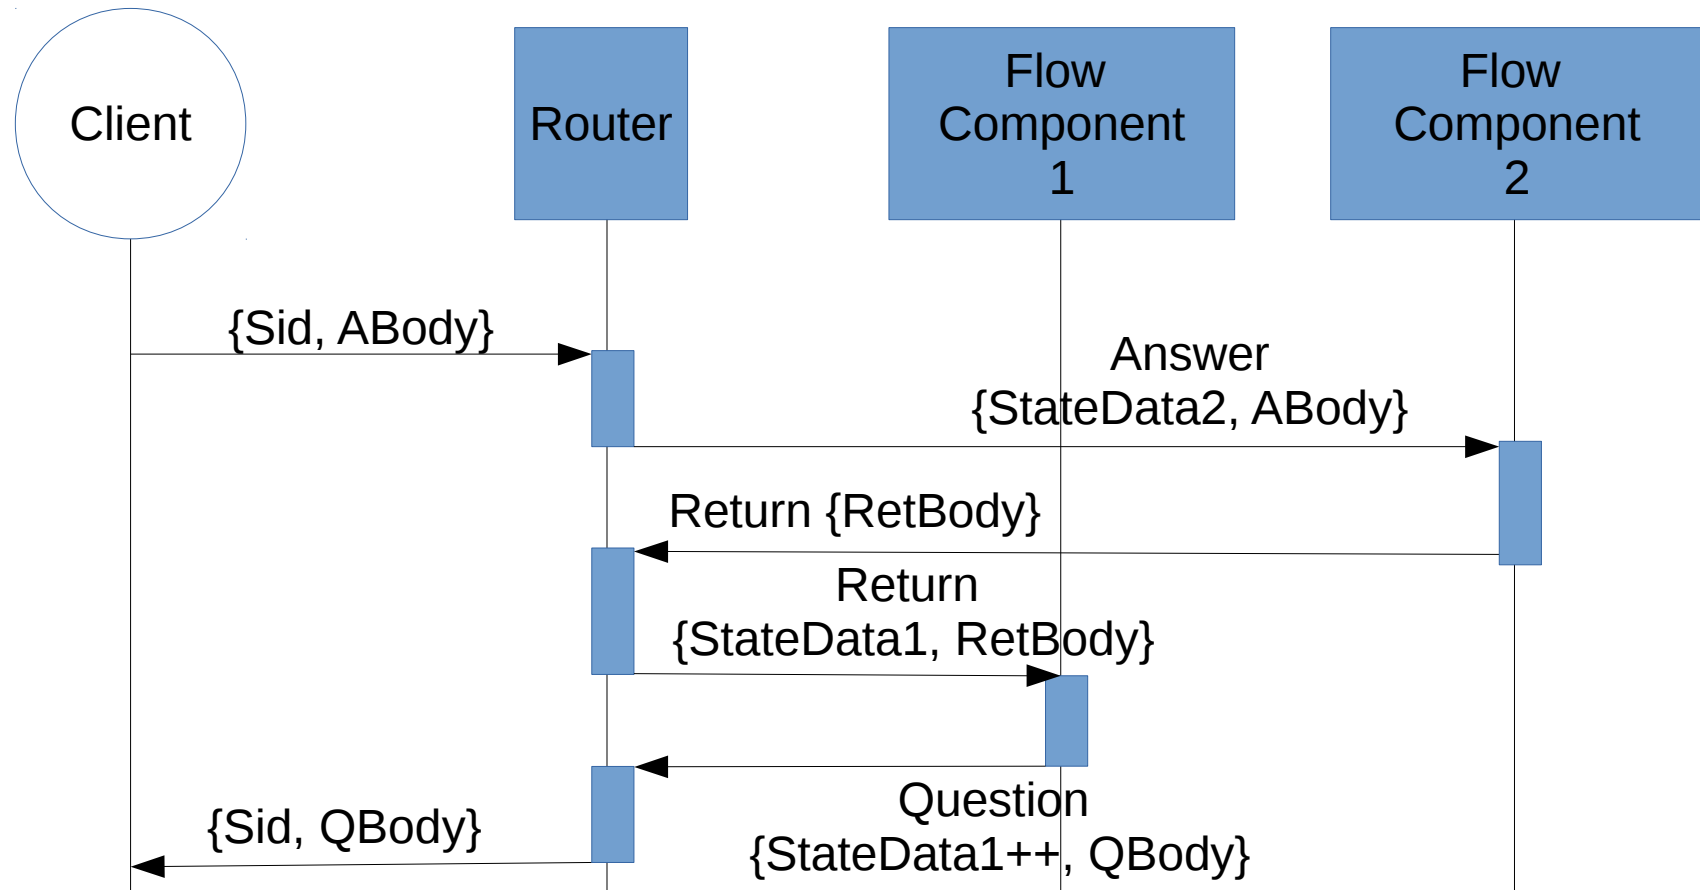 Client
Router
Flow
Component
1
Flow
Component
2
{Sid, ABody}
Answer
{StateData2, ABody}
Return {RetBody}
Return
{StateData1, RetBody}
Question
{StateData1++, QBody}
{Sid, QBody}